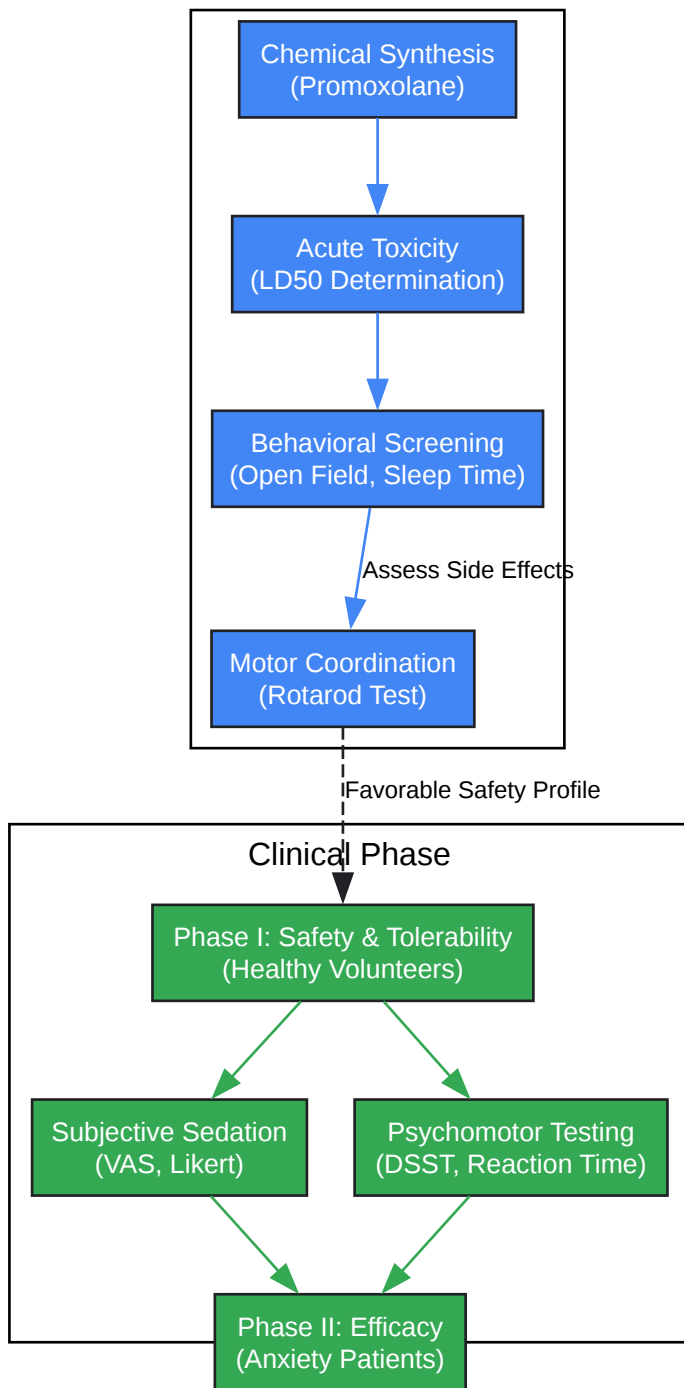 Chemical Synthesis
(Promoxolane)
Acute Toxicity
(LD50 Determination)
Behavioral Screening
(Open Field, Sleep Time)
Assess Side Effects
Motor Coordination
(Rotarod Test)
Favorable Safety Profile
Clinical Phase
Phase I: Safety & Tolerability
(Healthy Volunteers)
Subjective Sedation
(VAS, Likert)
Psychomotor Testing
(DSST, Reaction Time)
Phase II: Efficacy
(Anxiety Patients)